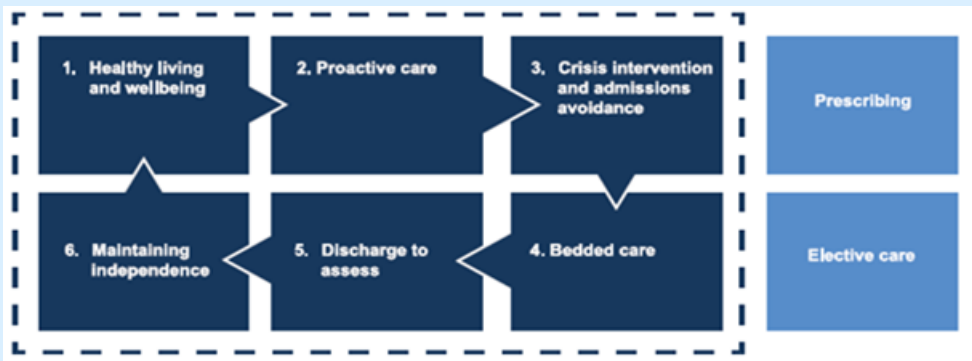 1. Healthy living
and wellbeing
2. Proactive care
3. Crisis intervention
and admissions
avoidance
Prescribing
6. Maintaining
independence
5. Discharge to
assess
4. Bedded care
Elective care